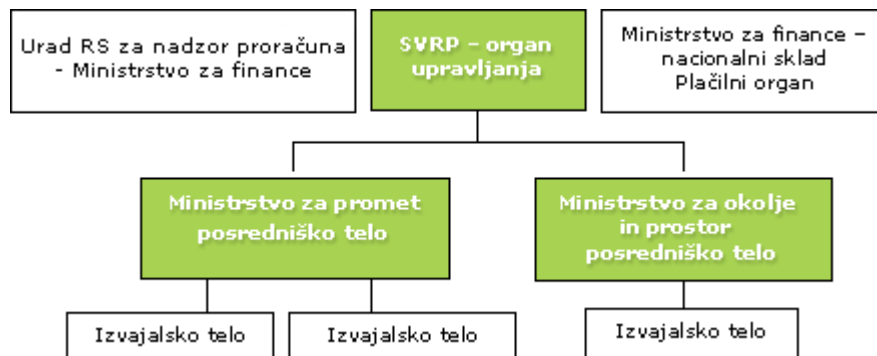 Urad RS za nadzor proračuna
- Ministrstvo za finance
SVRP – organ
upravljanja
Ministrstvo za finance –
nacionalni sklad
Plačilni organ
Ministrstvo za promet
posredniško telo
Ministrstvo za okolje
in prostor
posredniško telo
Izvajalsko telo
Izvajalsko telo
Izvajalsko telo